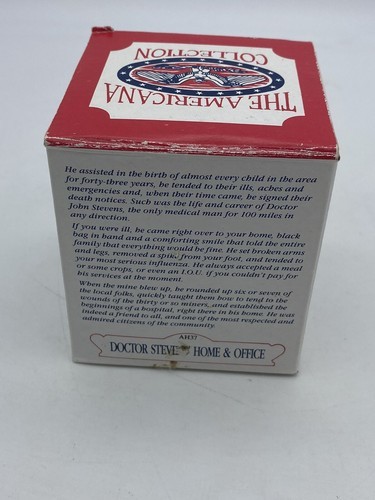 THE AMERICANA
COLLECTION
He assisted in the birth of almost every child in the area
for forty-three years, he tended to their ills, aches and
emergencies and, when their time came, he signed their
death notices. Such was the life and career of Doctor
John Stevens, the only medical man for 100 miles in
any direction.
If you were ill, he came right over to your home, black
bag in hand and a comforting smile that told the entire
family that everything would be fine. He set broken arms
and legs, removed a spike from your foot, and tended to
your most serious influenza. He always accepted a meal
or some crops, or even an I.O.U. if you couldn't pay for
his services at the moment.
When the mine blew up, he rounded up six or seven of
the local folks, quickly taught them how to tend to the
wounds of the thirty or so miners, and established the
beginnings of a hospital, right there in his home. He was
indeed a friend to all, and one of the most respected and
admired citizens of the community.
AH37
DOCTOR STEVENS HOME & OFFICE